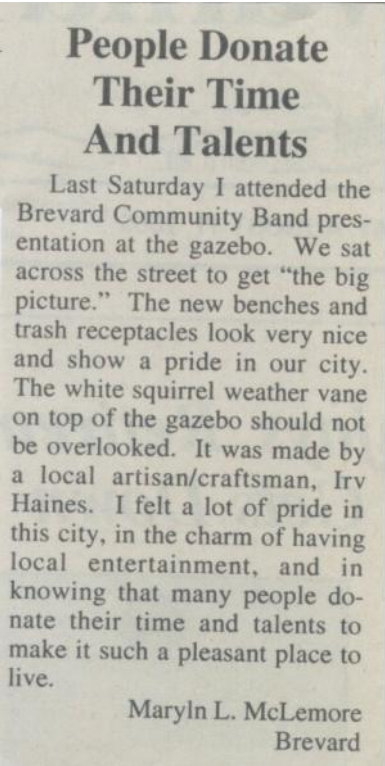 People Donate
Their Time
And Talents
Last Saturday I attended the
Brevard Community Band pres-
entation at the gazebo. We sat
across the street to get “the big
picture.” The new benches and
trash receptacles look very nice
and show a pride in our city.
The white squirrel weather vane
on top of the gazebo should not
be overlooked. It was made by
a local artisan/craftsman, Irv
Haines. I felt a lot of pride in
this city, in the charm of having
local entertainment, and in
knowing that many people do-
nate their time and talents to
make it such a pleasant place to
live.
Maryln L. McLemore
Brevard